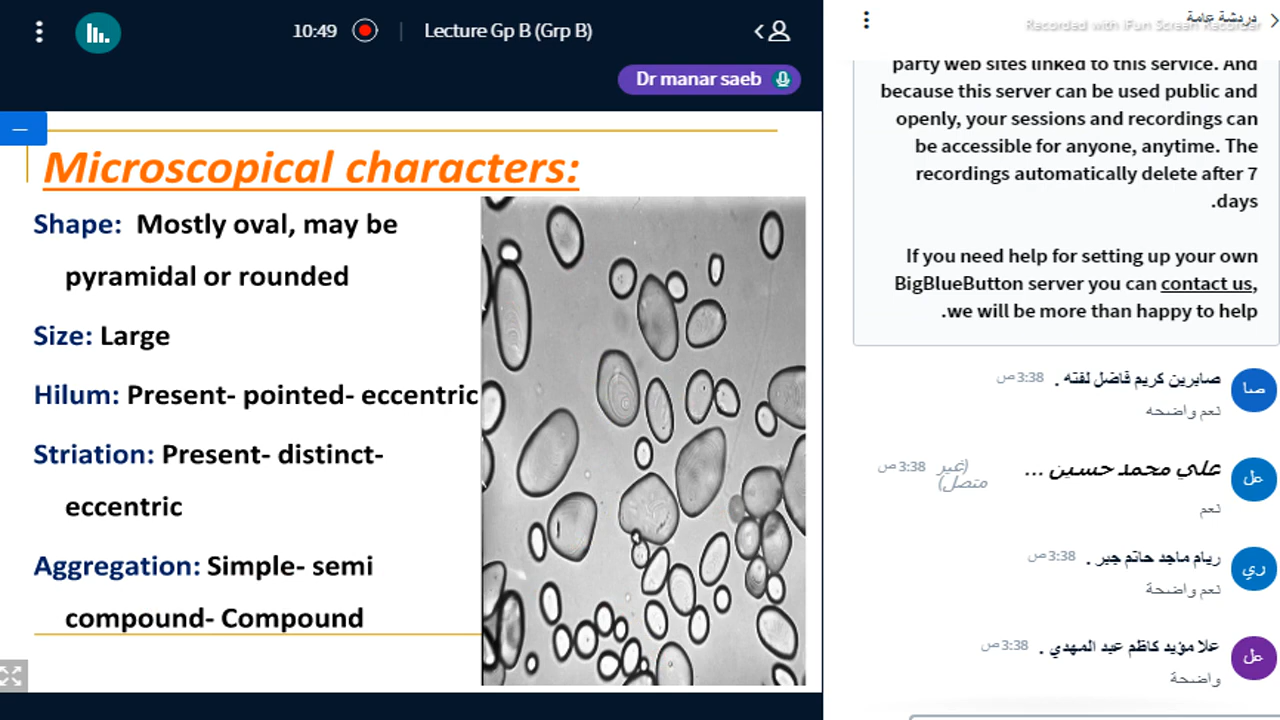 10:49
Lecture Gp B (Grp B)
Dr manar saeb
Microscopical characters:
Shape: Mostly oval, may be
pyramidal or rounded
Size: Large
Hilum: Present- pointed- eccentric
Striation: Present- distinct-
eccentric
Aggregation: Simple- semi
compound- Compound
دردشة عامة
Recorded with iFun Screen Recorder
party web sites linked to this service. And
because this server can be used public and
openly, your sessions and recordings can
be accessible for anyone, anytime. The
recordings automatically delete after 7
.days
If you need help for setting up your own
BigBlueButton server you can contact us,
.we will be more than happy to help
صا
صابرين كريم فاضل لفته . 3:38 ص
نعم واضحه
عل
علي محمد حسين ... (غير متصل) 3:38 ص
نعم
ري
ريام ماجد حاتم جبر . 3:38 ص
نعم واضحة
عل
علا مؤيد كاظم عبد المهدي . 3:38 ص
واضحة